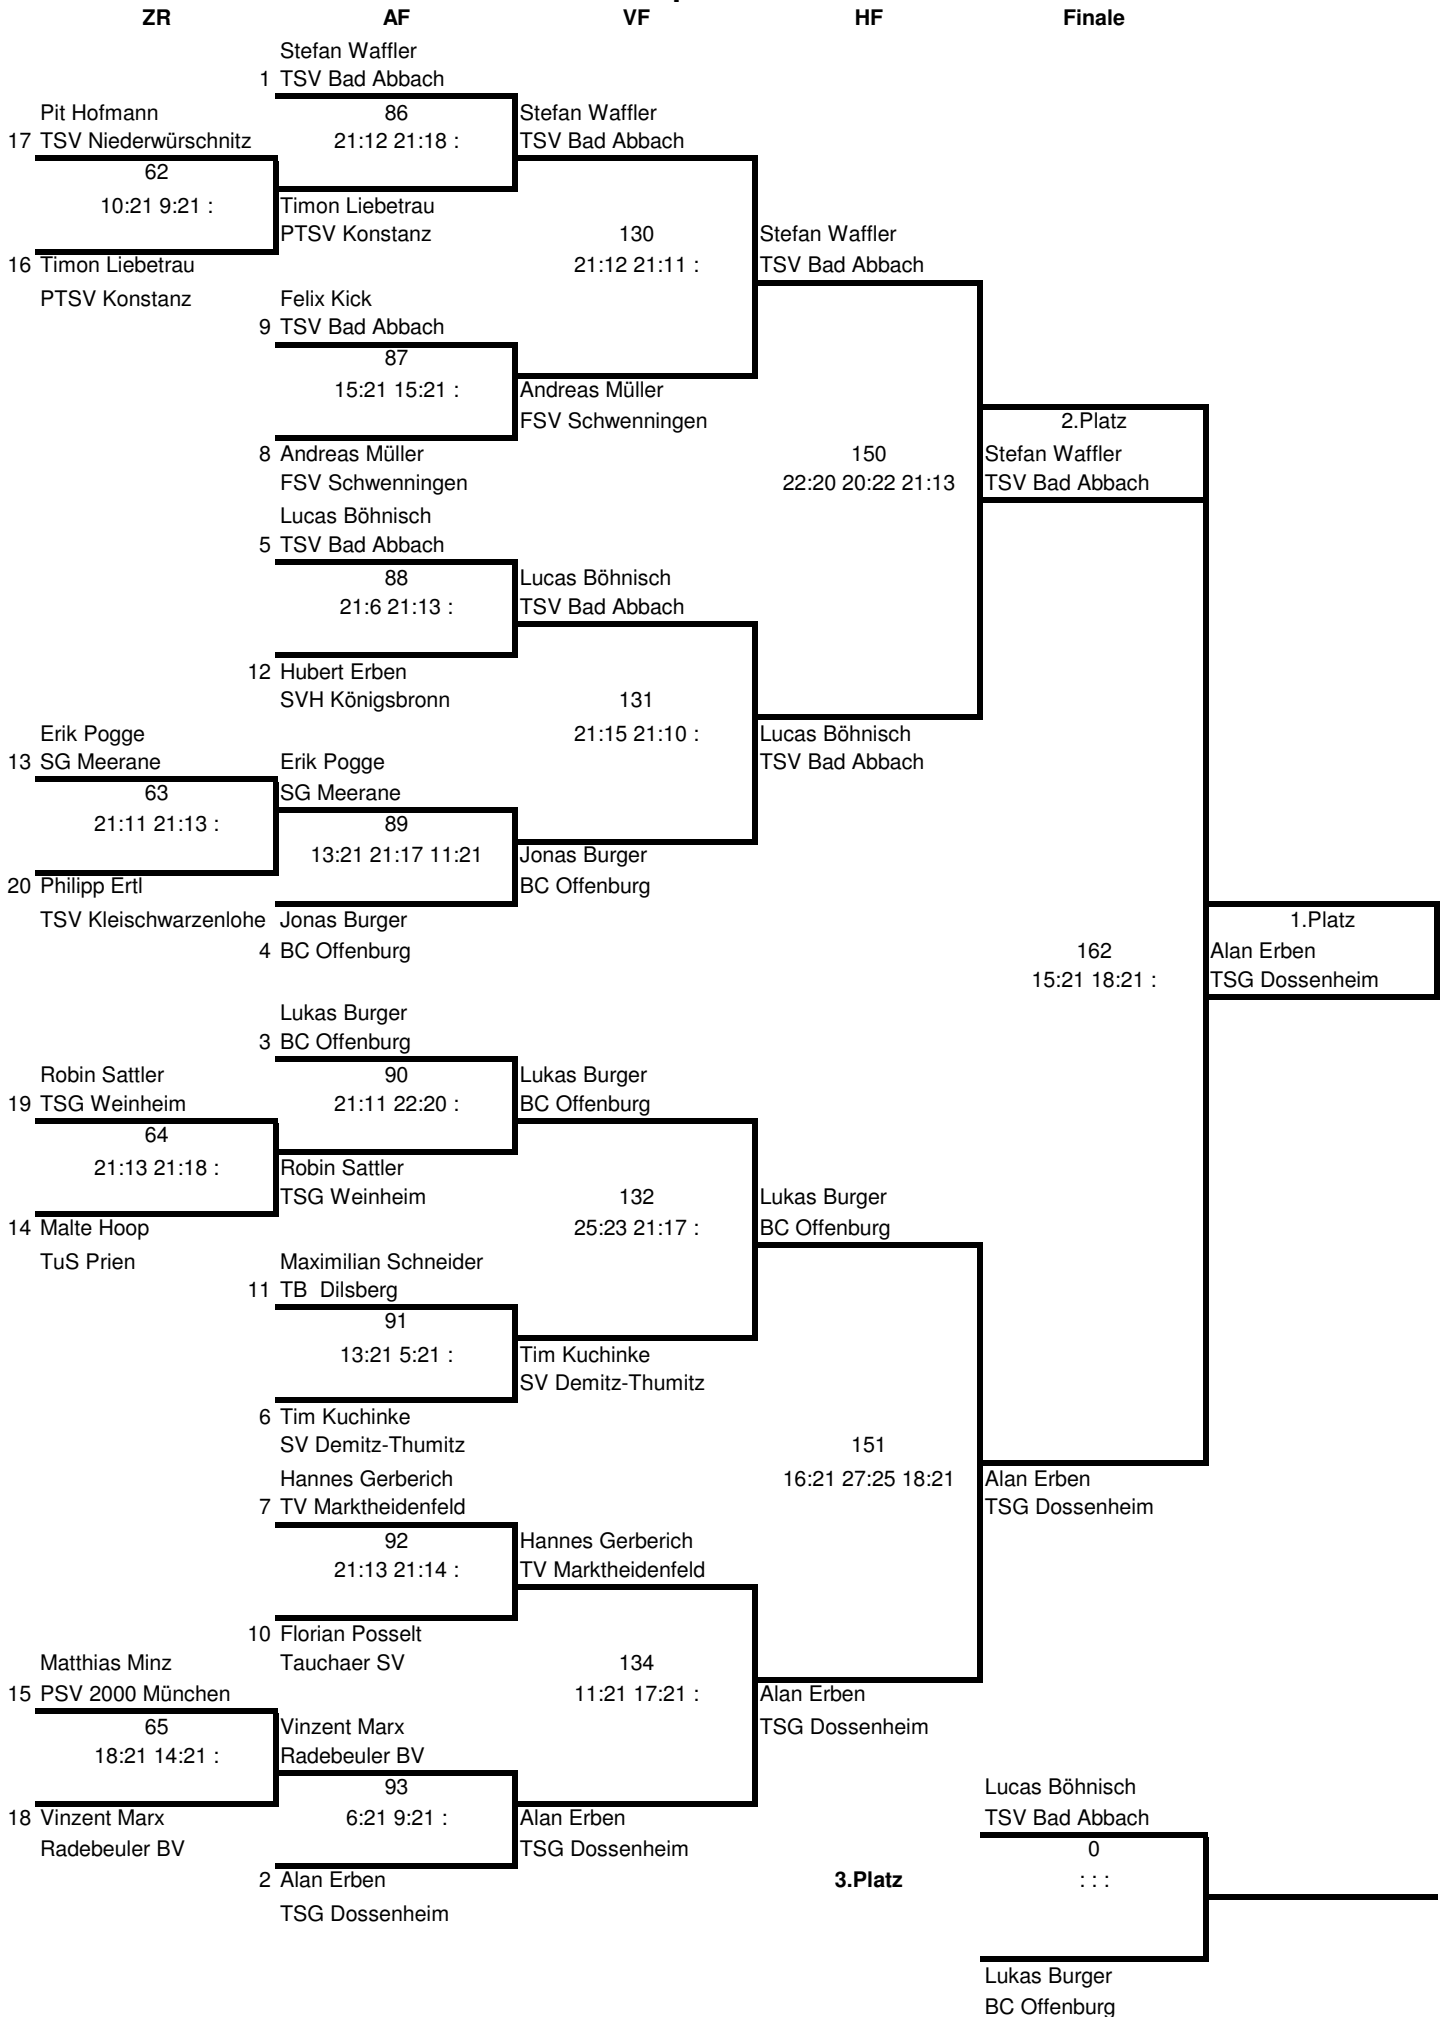 ZR AF VF HF Finale
Stefan Waffler
1 TSV Bad Abbach
Pit Hofmann 86 Stefan Waffler
17 TSV Niederwürschnitz 21:12 21:18 : TSV Bad Abbach
62
10:21 9:21 : Timon Liebetrau
PTSV Konstanz 130 Stefan Waffler
16 Timon Liebetrau 21:12 21:11 : TSV Bad Abbach
PTSV Konstanz Felix Kick
9 TSV Bad Abbach
87
15:21 15:21 : Andreas Müller
FSV Schwenningen 2.Platz
8 Andreas Müller 150 Stefan Waffler
FSV Schwenningen 22:20 20:22 21:13 TSV Bad Abbach
Lucas Böhnisch
5 TSV Bad Abbach
88 Lucas Böhnisch
21:6 21:13 : TSV Bad Abbach
12 Hubert Erben
SVH Königsbronn 131
Erik Pogge 21:15 21:10 : Lucas Böhnisch
13 SG Meerane Erik Pogge TSV Bad Abbach
63 SG Meerane
21:11 21:13 : 89
13:21 21:17 11:21 Jonas Burger
20 Philipp Ertl BC Offenburg
TSV Kleischwarzenlohe Jonas Burger 1.Platz
4 BC Offenburg 162 Alan Erben
15:21 18:21 : TSG Dossenheim
Lukas Burger
3 BC Offenburg
Robin Sattler 90 Lukas Burger
19 TSG Weinheim 21:11 22:20 : BC Offenburg
64
21:13 21:18 : Robin Sattler
TSG Weinheim 132 Lukas Burger
14 Malte Hoop 25:23 21:17 : BC Offenburg
TuS Prien Maximilian Schneider
11 TB Dilsberg
91
13:21 5:21 : Tim Kuchinke
SV Demitz-Thumitz
6 Tim Kuchinke
SV Demitz-Thumitz 151
Hannes Gerberich 16:21 27:25 18:21 Alan Erben
7 TV Marktheidenfeld TSG Dossenheim
92 Hannes Gerberich
21:13 21:14 : TV Marktheidenfeld
10 Florian Posselt
Matthias Minz Tauchaer SV 134
15 PSV 2000 München 11:21 17:21 : Alan Erben
65 Vinzent Marx TSG Dossenheim
18:21 14:21 : Radebeuler BV
93 Lucas Böhnisch
18 Vinzent Marx 6:21 9:21 : Alan Erben TSV Bad Abbach
Radebeuler BV TSG Dossenheim 0
2 Alan Erben 3.Platz : : :
TSG Dossenheim
Lukas Burger
BC Offenburg